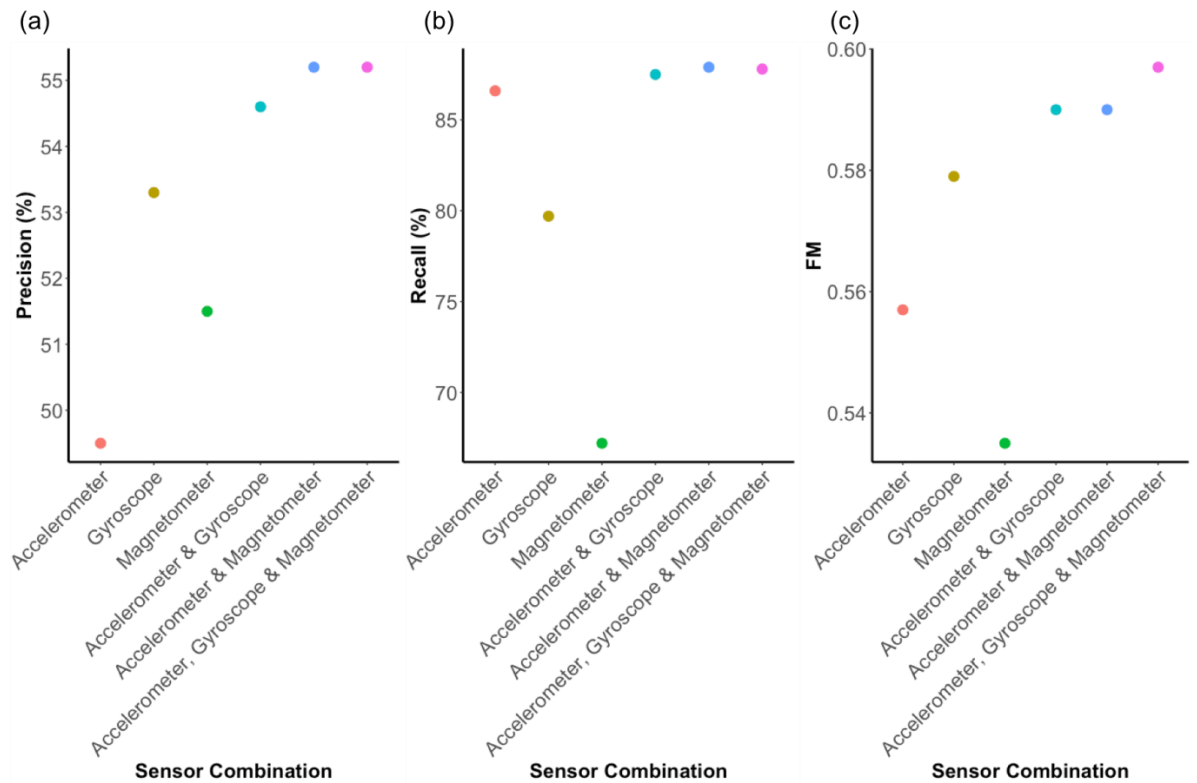 (a)
Precision (%)
55
54
53
52
51
50
Accelerometer
Gyroscope
Magnetometer
Accelerometer & Gyroscope
Accelerometer & Magnetometer
Accelerometer, Gyroscope & Magnetometer
Sensor Combination
(b)
Recall (%)
85
80
75
70
Accelerometer
Gyroscope
Magnetometer
Accelerometer & Gyroscope
Accelerometer & Magnetometer
Accelerometer, Gyroscope & Magnetometer
Sensor Combination
(c)
FM
0.60
0.58
0.56
0.54
Accelerometer
Gyroscope
Magnetometer
Accelerometer & Gyroscope
Accelerometer & Magnetometer
Accelerometer, Gyroscope & Magnetometer
Sensor Combination